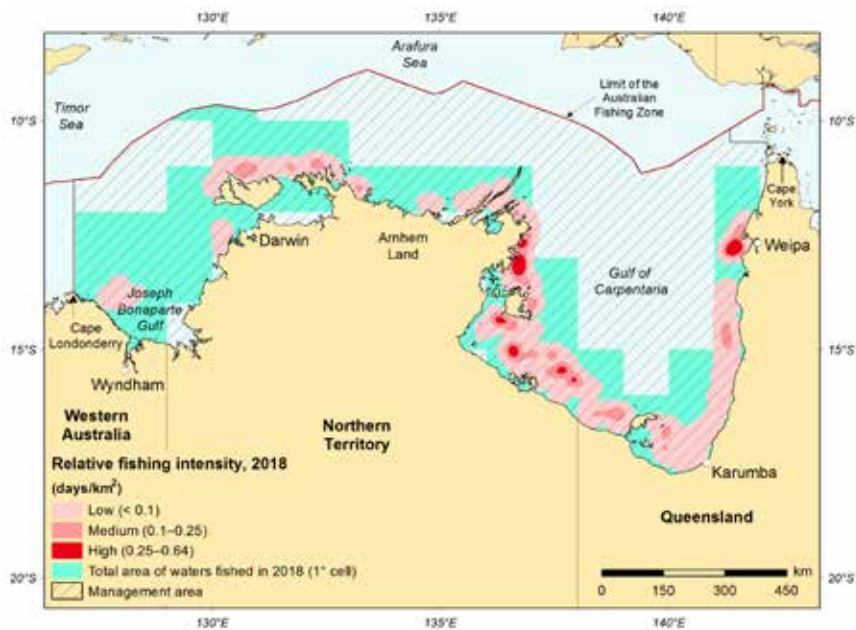 130°E
135°E
140°E
Arafura
Sea
Timor
Sea
Limit of the
Australian
Fishing Zone
10°S
10°S
Cape
York
Darwin
Arnhem
Land
Weipa
Gulf of
Carpentaria
Joseph
Bonaparte
Gulf
Cape
Londonderry
15°S
15°S
Wyndham
Western
Australia
Northern
Territory
Karumba
Queensland
Relative fishing intensity, 2018
(days/km²)
Low (< 0.1)
Medium (0.1–0.25)
High (0.25–0.64)
Total area of waters fished in 2018 (1° cell)
Management area
km
0 150 300 450
20°S
20°S
130°E
135°E
140°E